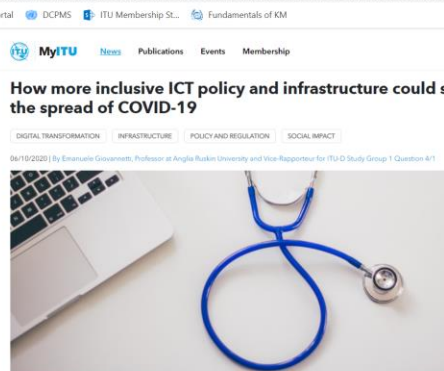 rtal DCPMS ITU Membership St... Fundamentals of KM
itu MyITU News Publications Events Membership
How more inclusive ICT policy and infrastructure could s
the spread of COVID-19
DIGITAL TRANSFORMATION INFRASTRUCTURE POLICY AND REGULATION SOCIAL IMPACT
06/10/2020 | By Emanuele Giovannetti, Professor at Anglia Ruskin University and Vice-Rapporteur for ITU-D Study Group 1 Question 4/1